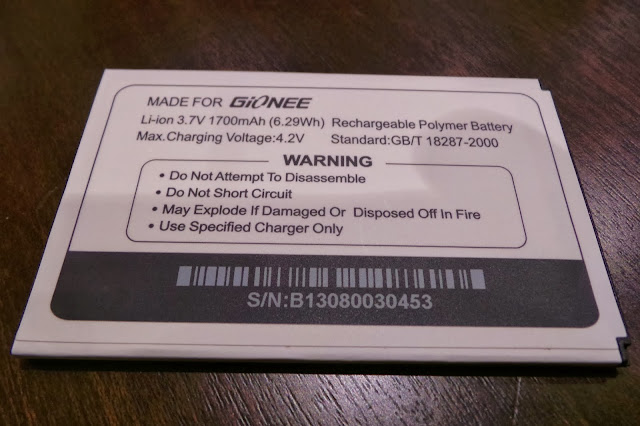 MADE FOR GiONEE
Li-ion 3.7V 1700mAh (6.29Wh) Rechargeable Polymer Battery
Max.Charging Voltage:4.2V Standard:GB/T 18287-2000
WARNING
• Do Not Attempt To Disassemble
• Do Not Short Circuit
• May Explode If Damaged Or Disposed Off In Fire
• Use Specified Charger Only
S/N:B13080030453